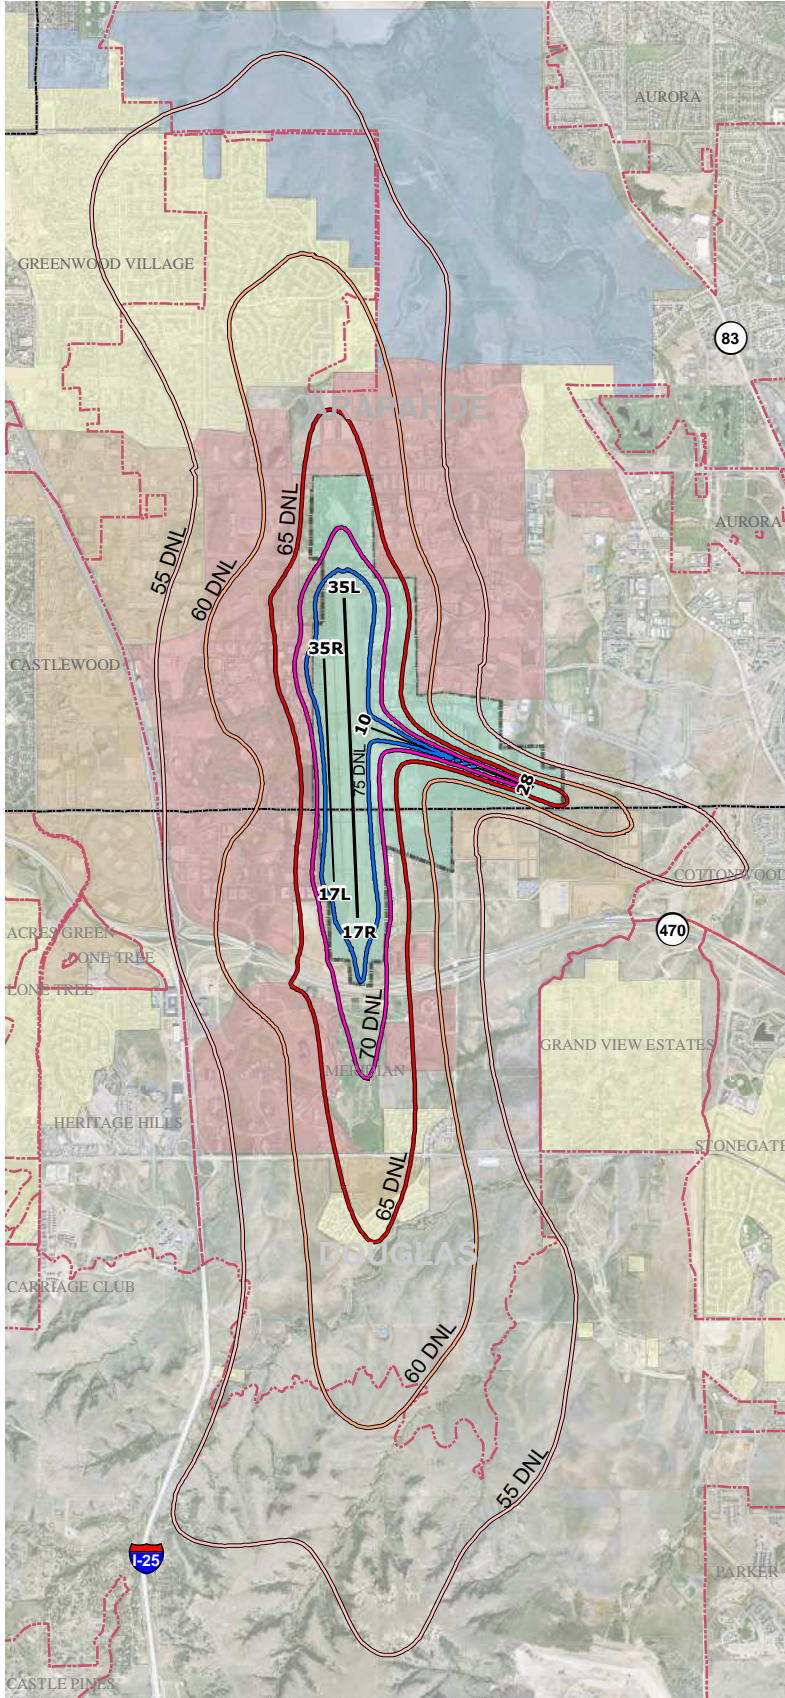 AURORA
GREENWOOD VILLAGE
83
ARAPAHOE
65 DNL
AURORA
55 DNL
60 DNL
35L
35R
CASTLEWOOD
10
75 DNL
28
COTTONWOOD
17L
17R
470
ACRES GREEN
LONE TREE
LONE TREE
70 DNL
GRAND VIEW ESTATES
MERIDIAN
HERITAGE HILLS
STONEGATE
65 DNL
DOUGLAS
CARRIAGE CLUB
60 DNL
55 DNL
I-25
PARKER
CASTLE PINES